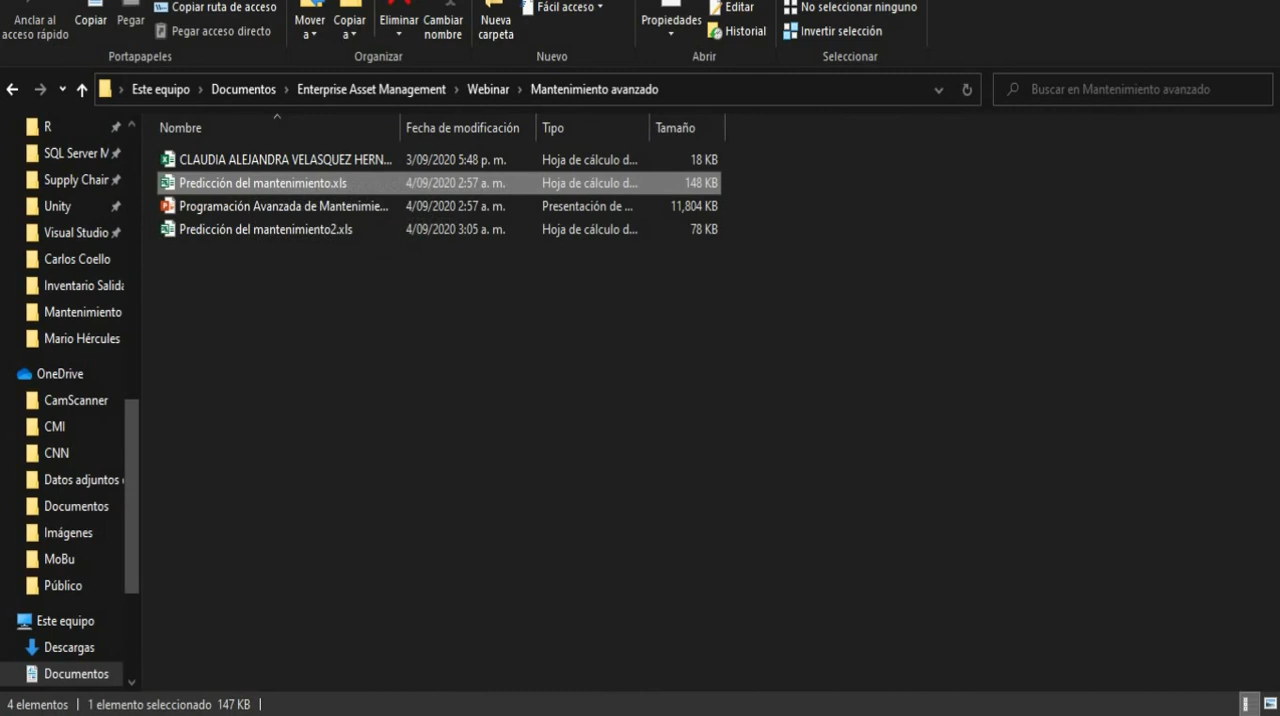 Anclar al
acceso rápido
Copiar
Pegar
Copiar ruta de acceso
Pegar acceso directo
Portapapeles
Mover
a
Copiar
a
Eliminar
Cambiar
nombre
Organizar
Nueva
carpeta
Fácil acceso
Nuevo
Propiedades
Editar
Historial
Abrir
No seleccionar ninguno
Invertir selección
Seleccionar
Este equipo › Documentos › Enterprise Asset Management › Webinar › Mantenimiento avanzado
Buscar en Mantenimiento avanzado
R
SQL Server M
Supply Chair
Unity
Visual Studio
Carlos Coello
Inventario Salida
Mantenimiento
Mario Hércules
OneDrive
CamScanner
CMI
CNN
Datos adjuntos
Documentos
Imágenes
MoBu
Público
Este equipo
Descargas
Documentos
Nombre Fecha de modificación Tipo Tamaño
CLAUDIA ALEJANDRA VELASQUEZ HERN... 3/09/2020 5:48 p. m. Hoja de cálculo d... 18 KB
Predicción del mantenimiento.xls 4/09/2020 2:57 a. m. Hoja de cálculo d... 148 KB
Programación Avanzada de Mantenimie... 4/09/2020 2:57 a. m. Presentación de ... 11,804 KB
Predicción del mantenimiento2.xls 4/09/2020 3:05 a. m. Hoja de cálculo d... 78 KB
4 elementos | 1 elemento seleccionado 147 KB |